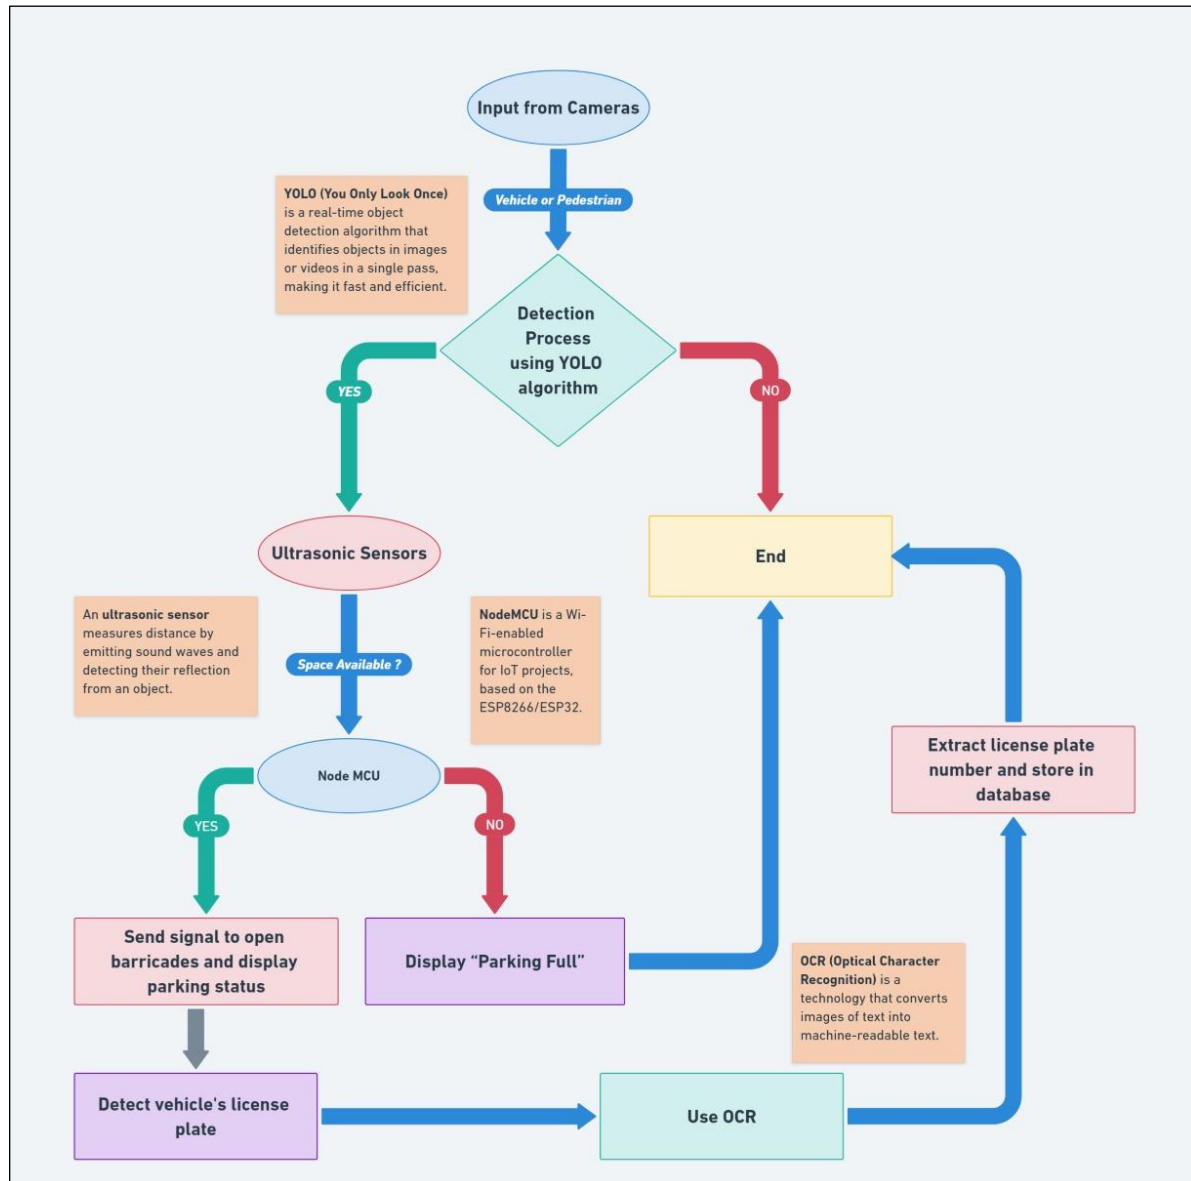 Input from Cameras
Vehicle or Pedestrian
YOLO (You Only Look Once)
is a real-time object
detection algorithm that
identifies objects in images
or videos in a single pass,
making it fast and efficient.
Detection
Process
using YOLO
algorithm
YES
NO
Ultrasonic Sensors
End
An ultrasonic sensor
measures distance by
emitting sound waves and
detecting their reflection
from an object.
Space Available ?
NodeMCU is a Wi-
Fi-enabled
microcontroller
for IoT projects,
based on the
ESP8266/ESP32.
Node MCU
Extract license plate
number and store in
database
YES
NO
Send signal to open
barricades and display
parking status
Display “Parking Full”
OCR (Optical Character
Recognition) is a
technology that converts
images of text into
machine-readable text.
Detect vehicle's license
plate
Use OCR